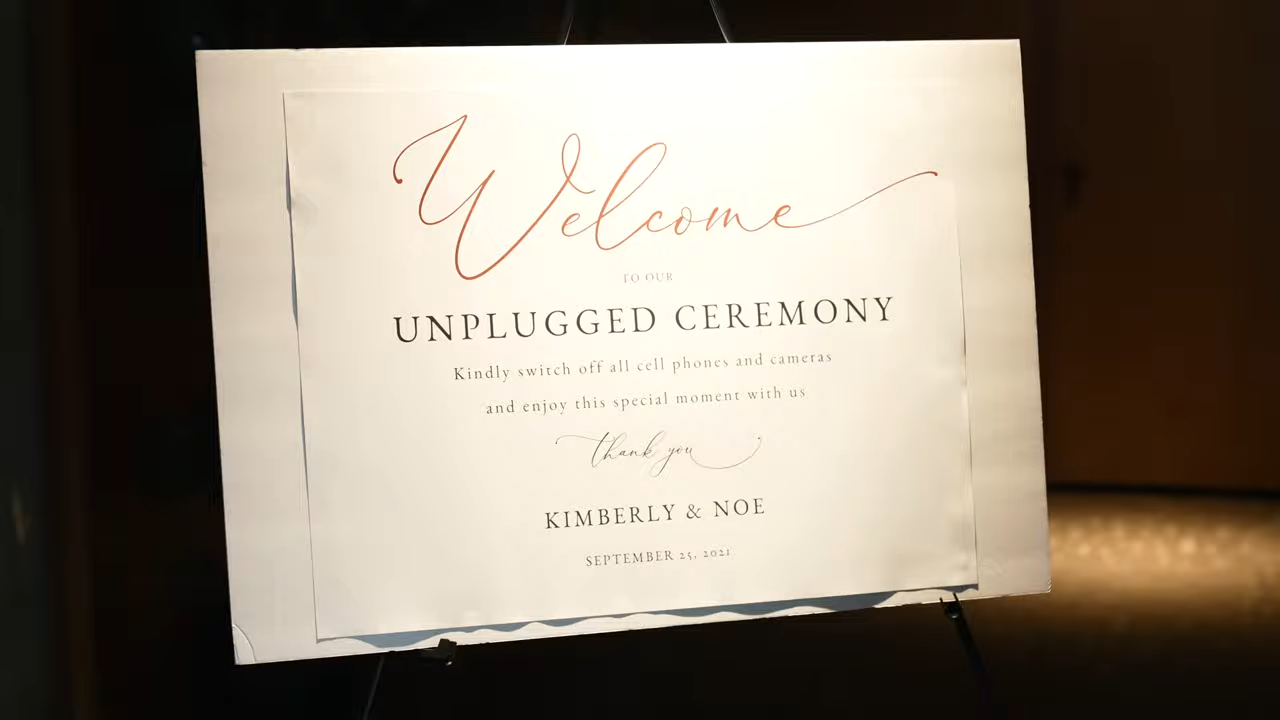 Welcome
TO OUR
UNPLUGGED CEREMONY
Kindly switch off all cell phones and cameras
and enjoy this special moment with us
thank you
KIMBERLY & NOE
SEPTEMBER 25, 2021